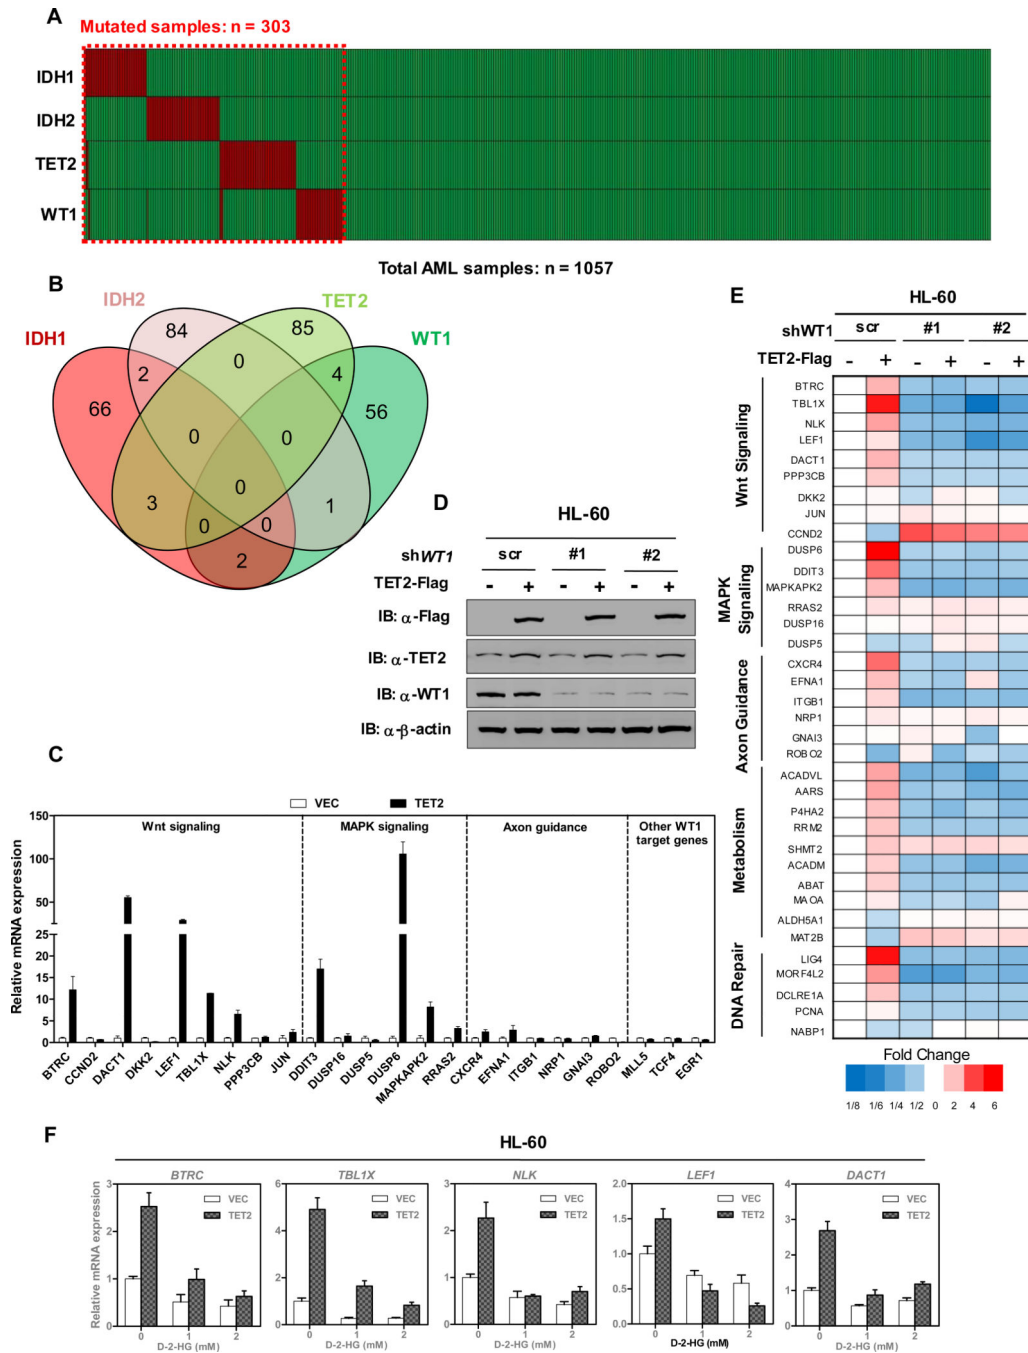 A
Mutated samples: n = 303
IDH1
IDH2
TET2
WT1
Total AML samples: n = 1057
B
IDH2
TET2
IDH1
WT1
84
85
0
2
4
66
56
0
0
3
0
1
0
0
2
D
HL-60
shWT1
scr
#1
#2
TET2-Flag
- + - + - +
IB: α-Flag
IB: α-TET2
IB: α-WT1
IB: α-β-actin
C
VEC
TET2
Wnt signaling
MAPK signaling
Axon guidance
Other WT1
target genes
Relative mRNA expression
150
100
50
25
20
15
10
5
0
BTRC
CCND2
DACT1
DKK2
LEF1
TBL1X
NLK
PPP3CB
JUN
DDIT3
DUSP16
DUSP5
DUSP6
MAPKAPK2
RRAS2
CXCR4
EFNA1
ITGB1
NRP1
GNAI3
ROBO2
MLL5
TCF4
EGR1
E
HL-60
shWT1
scr
#1
#2
TET2-Flag
- + - + - +
Wnt Signaling
BTRC
TBL1X
NLK
LEF1
DACT1
PPP3CB
DKK2
JUN
CCND2
MAPK
Signaling
DUSP6
DDIT3
MAPKAPK2
RRAS2
DUSP16
DUSP5
Axon Guidance
CXCR4
EFNA1
ITGB1
NRP1
GNAI3
ROBO2
Metabolism
ACADVL
AARS
P4HA2
RRM2
SHMT2
ACADM
ABAT
MAOA
ALDH5A1
MAT2B
DNA Repair
LIG4
MORF4L2
DCLRE1A
PCNA
NABP1
Fold Change
1/8 1/6 1/4 1/2 0 2 4 6
F
HL-60
BTRC
VEC
TET2
Relative mRNA expression
3
2
1
0
0 1 2
D-2-HG (mM)
TBL1X
VEC
TET2
6
4
2
0
0 1 2
D-2-HG (mM)
NLK
VEC
TET2
3
2
1
0
0 1 2
D-2-HG (mM)
LEF1
VEC
TET2
2.0
1.5
1.0
0.5
0.0
0 1 2
D-2-HG (mM)
DACT1
VEC
TET2
4
3
2
1
0
0 1 2
D-2-HG (mM)